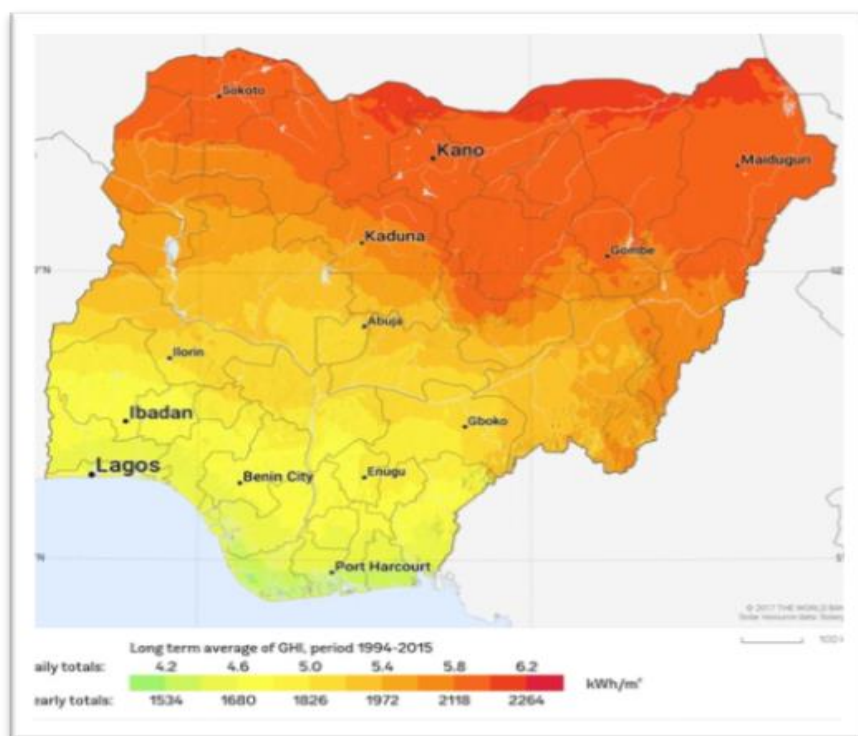 Sokoto
Kano
Maiduguri
Kaduna
Gombe
Abuja
Ilorin
Ibadan
Gboko
Lagos
Benin City
Enugu
Port Harcourt
© 2017 THE WORLD BAN
Long term average of GHI, period 1994-2015
aily totals: 4.2 4.6 5.0 5.4 5.8 6.2
kWh/m²
early totals: 1534 1680 1826 1972 2118 2264